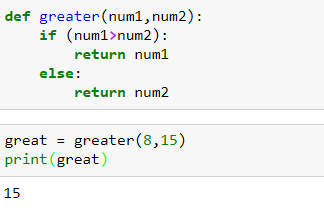 def greater(num1,num2):
    if (num1>num2):
        return num1
    else:
        return num2
great = greater(8,15)
print(great)
15